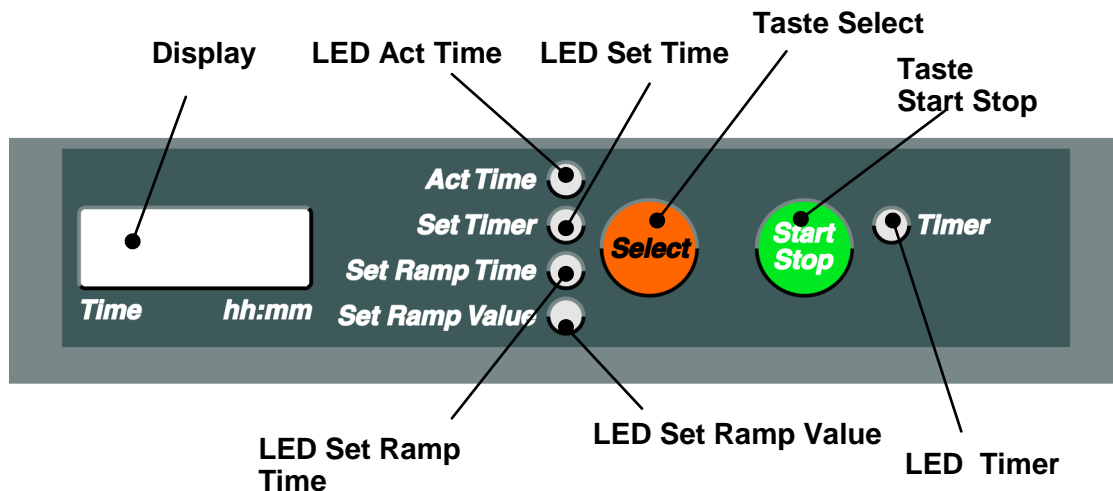 Taste Select
Display
LED Act Time
LED Set Time
Taste
Start Stop
Act Time
Set Timer
Set Ramp Time
Set Ramp Value
Time
hh:mm
Select
Start
Stop
Timer
LED Set Ramp
Time
LED Set Ramp Value
LED Timer